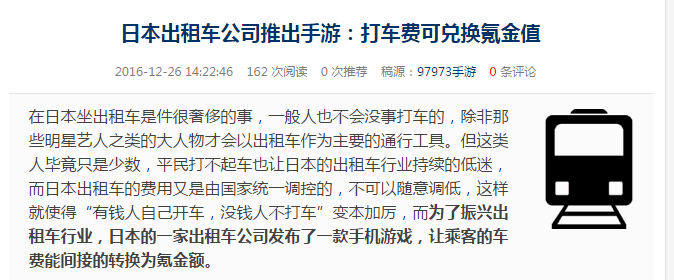 日本出租车公司推出手游：打车费可兑换氪金值
2016-12-26 14:22:46 162 次阅读 0 次推荐 稿源：97973手游 0 条评论
在日本坐出租车是件很奢侈的事，一般人也不会没事打车的，除非那
些明星艺人之类的大人物才会以出租车作为主要的通行工具。但这类
人毕竟只是少数，平民打不起车也让日本的出租车行业持续的低迷，
而日本出租车的费用又是由国家统一调控的，不可以随意调低，这样
就使得“有钱人自己开车，没钱人不打车”变本加厉，而为了振兴出
租车行业，日本的一家出租车公司发布了一款手机游戏，让乘客的车
费能间接的转换为氪金额。